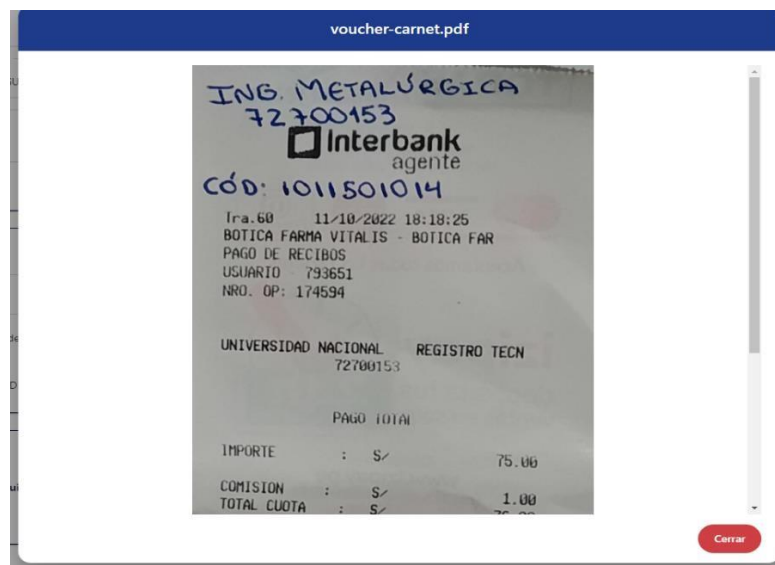 voucher-carnet.pdf
ING. METALÚRGICA
72700153
Interbank
agente
CÓD: 1011501014
Tra.60 11/10/2022 18:18:25
BOTICA FARMA VITALIS - BOTICA FAR
PAGO DE RECIBOS
USUARIO - 793651
NRO. OP: 174594
UNIVERSIDAD NACIONAL REGISTRO TECN
72700153
PAGO TOTAL
IMPORTE : S/ 75.00
COMISION : S/ 1.00
TOTAL CUOTA : S/
Cerrar